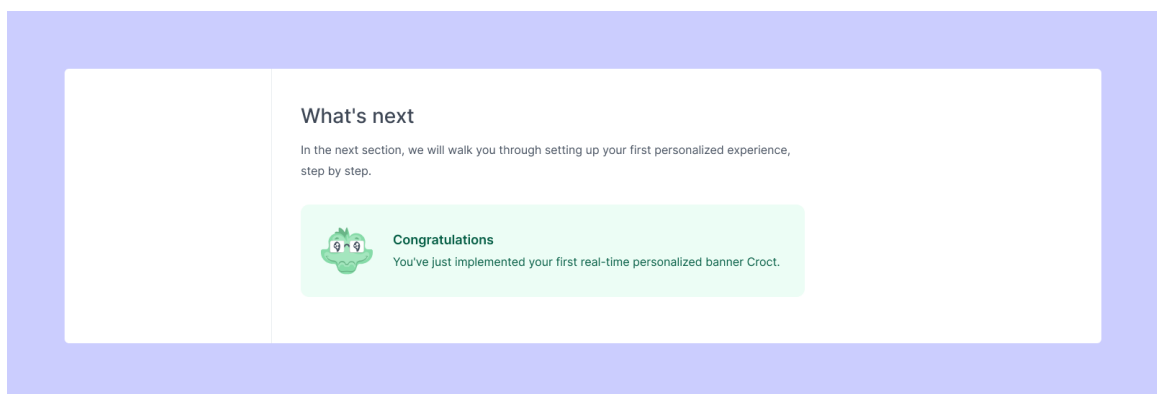 What's next
In the next section, we will walk you through setting up your first personalized experience,
step by step.
Congratulations
You've just implemented your first real-time personalized banner Croct.